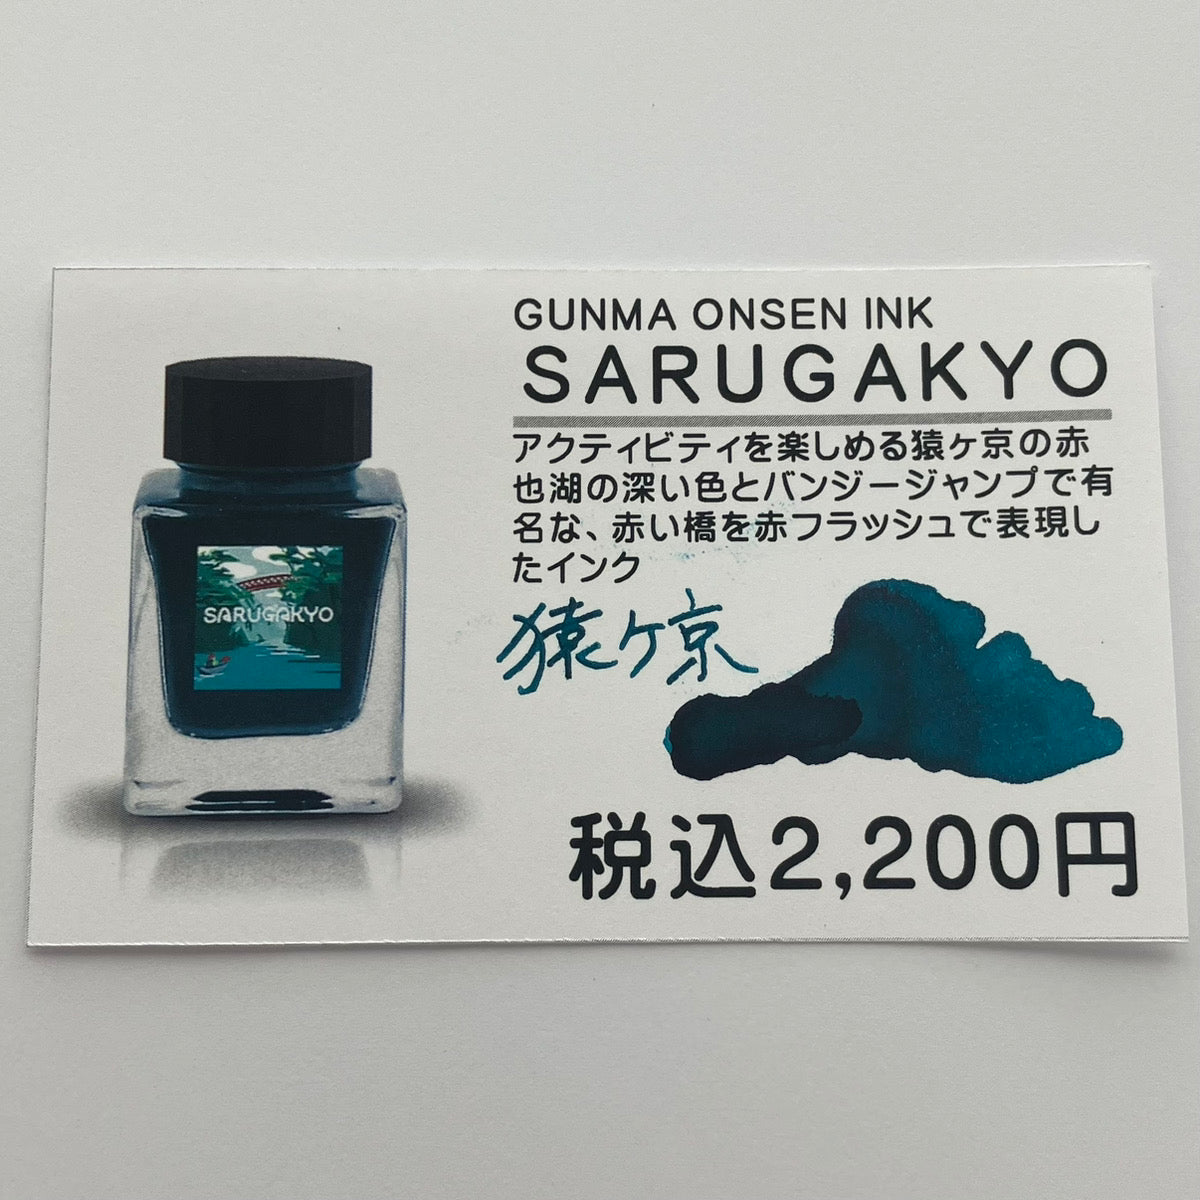 GUNMA ONSEN INK
SARUGAKYO
アクティビティを楽しめる猿ヶ京の赤
也湖の深い色とバンジージャンプで有
名な、赤い橋を赤フラッシュで表現し
たインク
SARUGAKYO
猿ヶ京
税込2,200円